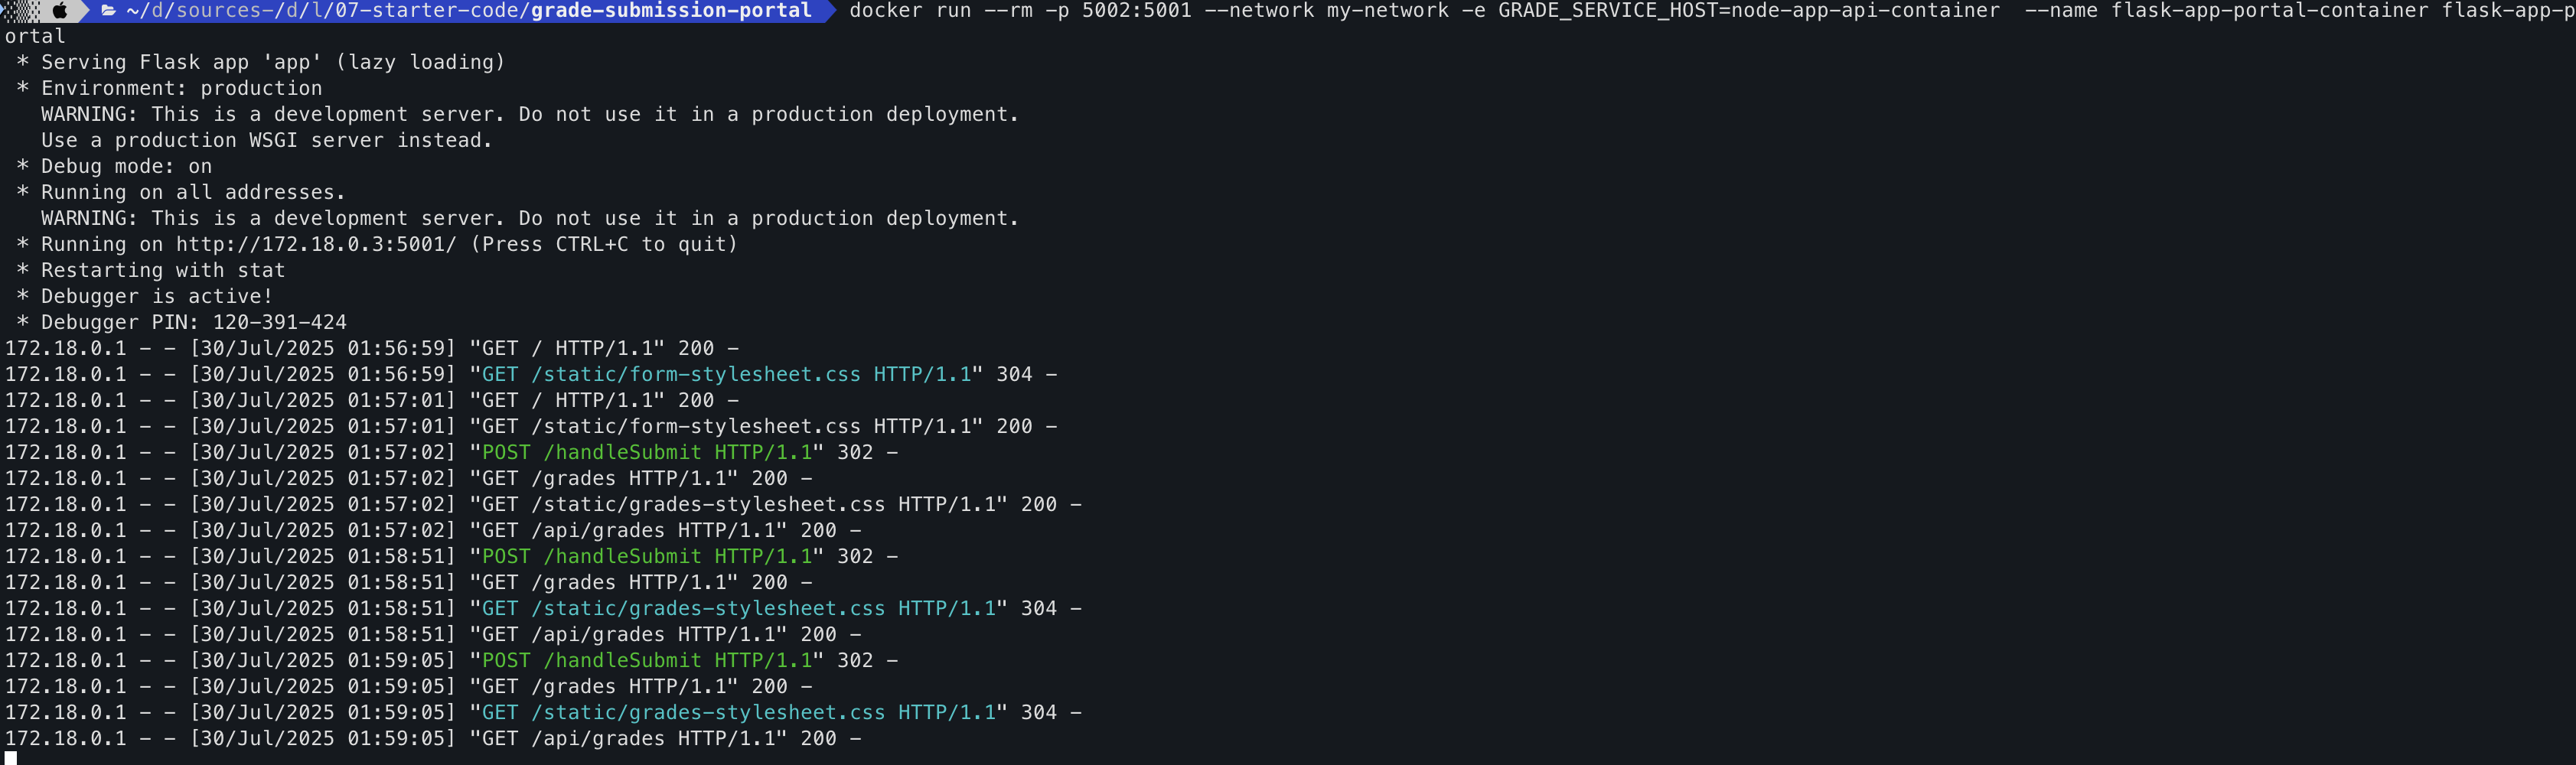 ~/d/sources-/d/l/07-starter-code/grade-submission-portal docker run --rm -p 5002:5001 --network my-network -e GRADE_SERVICE_HOST=node-app-api-container  --name flask-app-portal-container flask-app-p
ortal
 * Serving Flask app 'app' (lazy loading)
 * Environment: production
   WARNING: This is a development server. Do not use it in a production deployment.
   Use a production WSGI server instead.
 * Debug mode: on
 * Running on all addresses.
   WARNING: This is a development server. Do not use it in a production deployment.
 * Running on http://172.18.0.3:5001/ (Press CTRL+C to quit)
 * Restarting with stat
 * Debugger is active!
 * Debugger PIN: 120-391-424
172.18.0.1 - - [30/Jul/2025 01:56:59] "GET / HTTP/1.1" 200 -
172.18.0.1 - - [30/Jul/2025 01:56:59] "GET /static/form-stylesheet.css HTTP/1.1" 304 -
172.18.0.1 - - [30/Jul/2025 01:57:01] "GET / HTTP/1.1" 200 -
172.18.0.1 - - [30/Jul/2025 01:57:01] "GET /static/form-stylesheet.css HTTP/1.1" 200 -
172.18.0.1 - - [30/Jul/2025 01:57:02] "POST /handleSubmit HTTP/1.1" 302 -
172.18.0.1 - - [30/Jul/2025 01:57:02] "GET /grades HTTP/1.1" 200 -
172.18.0.1 - - [30/Jul/2025 01:57:02] "GET /static/grades-stylesheet.css HTTP/1.1" 200 -
172.18.0.1 - - [30/Jul/2025 01:57:02] "GET /api/grades HTTP/1.1" 200 -
172.18.0.1 - - [30/Jul/2025 01:58:51] "POST /handleSubmit HTTP/1.1" 302 -
172.18.0.1 - - [30/Jul/2025 01:58:51] "GET /grades HTTP/1.1" 200 -
172.18.0.1 - - [30/Jul/2025 01:58:51] "GET /static/grades-stylesheet.css HTTP/1.1" 304 -
172.18.0.1 - - [30/Jul/2025 01:58:51] "GET /api/grades HTTP/1.1" 200 -
172.18.0.1 - - [30/Jul/2025 01:59:05] "POST /handleSubmit HTTP/1.1" 302 -
172.18.0.1 - - [30/Jul/2025 01:59:05] "GET /grades HTTP/1.1" 200 -
172.18.0.1 - - [30/Jul/2025 01:59:05] "GET /static/grades-stylesheet.css HTTP/1.1" 304 -
172.18.0.1 - - [30/Jul/2025 01:59:05] "GET /api/grades HTTP/1.1" 200 -